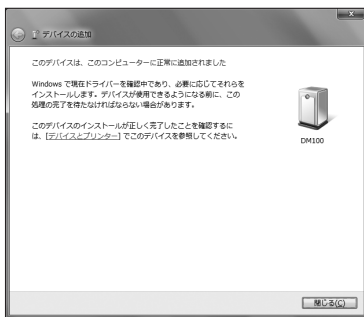 デバイスの追加
このデバイスは、このコンピューターに正常に追加されました
Windows で現在ドライバーを確認中であり、必要に応じてそれらを
インストールします。デバイスが使用できるようになる前に、この
処理の完了を待たなければならない場合があります。
このデバイスのインストールが正しく完了したことを確認するに
は、[デバイスとプリンター] でこのデバイスを参照してください。
DM100
閉じる(C)